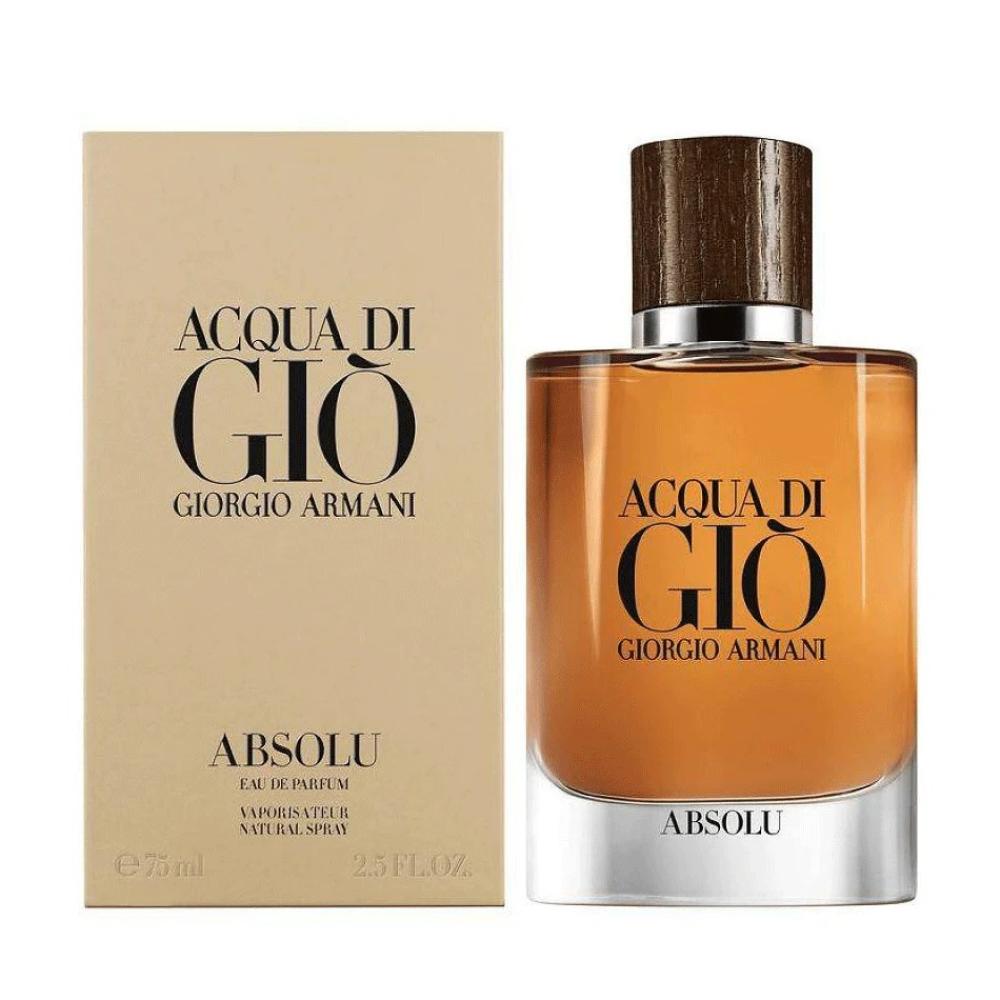 ACQUA DI
GIÒ
GIORGIO ARMANI
ABSOLU
EAU DE PARFUM
VAPORISATEUR
NATURAL SPRAY
℮ 75 ml 2.5 FL.OZ.
ACQUA DI
GIÒ
GIORGIO ARMANI
ABSOLU